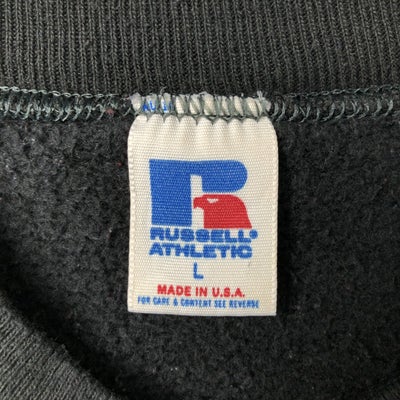 R
RUSSELL®
ATHLETIC
L
MADE IN U.S.A.
FOR CARE & CONTENT SEE REVERSE